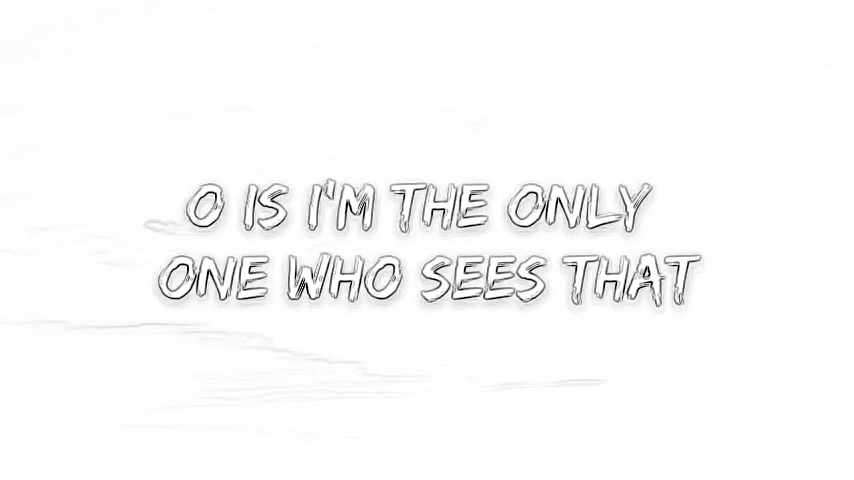 O IS I'M THE ONLY
ONE WHO SEES THAT